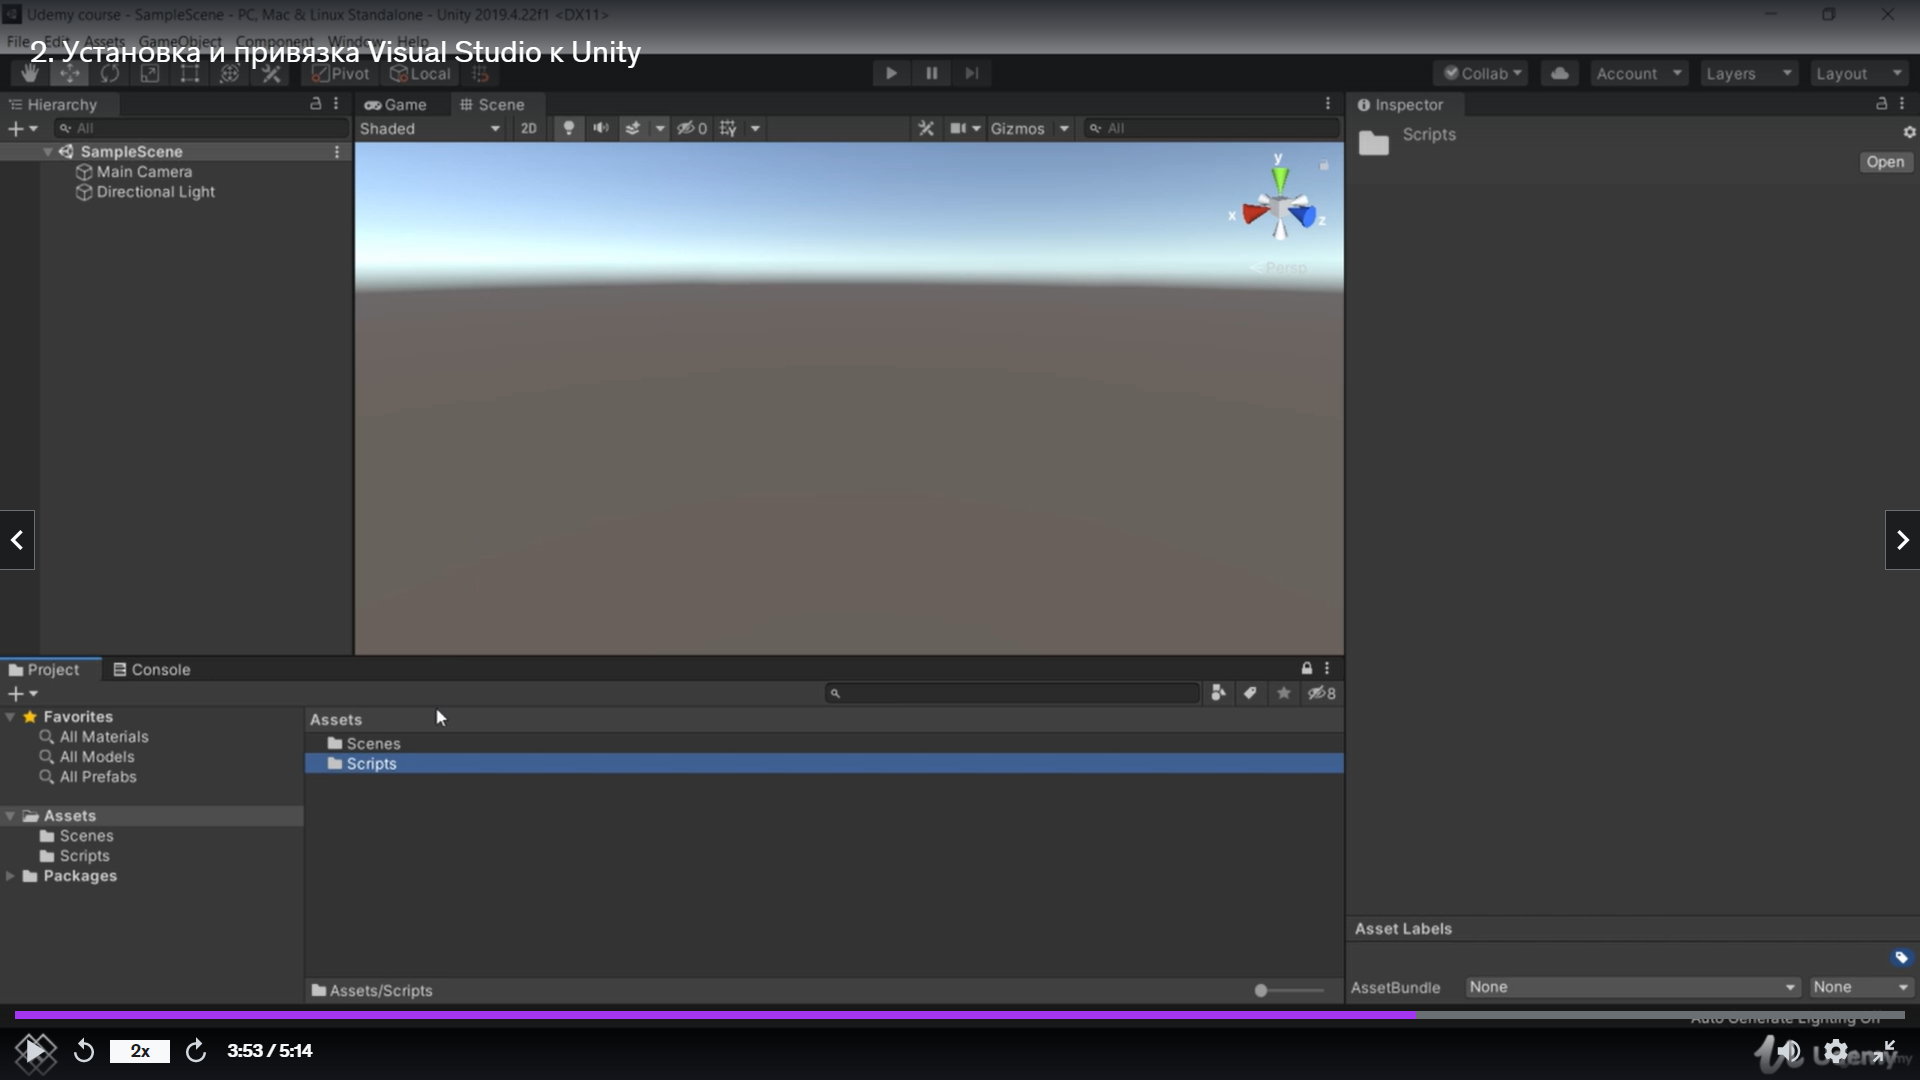 Udemy course - SampleScene - PC, Mac & Linux Standalone - Unity 2019.4.22f1 <DX11>
File Edit Assets GameObject Component Window Help
2. Установка и привязка Visual Studio к Unity
Pivot Local Collab Account Layers Layout
Hierarchy
All
SampleScene
Main Camera
Directional Light
Game Scene
Shaded 2D 0 Gizmos All
y
x z
Persp
Inspector
Scripts
Open
Project Console
8
Favorites
All Materials
All Models
All Prefabs
Assets
Scenes
Scripts
Packages
Assets
Scenes
Scripts
Assets/Scripts
Asset Labels
AssetBundle None None
Auto Generate Lighting Off
2x 3:53 / 5:14
Udemy